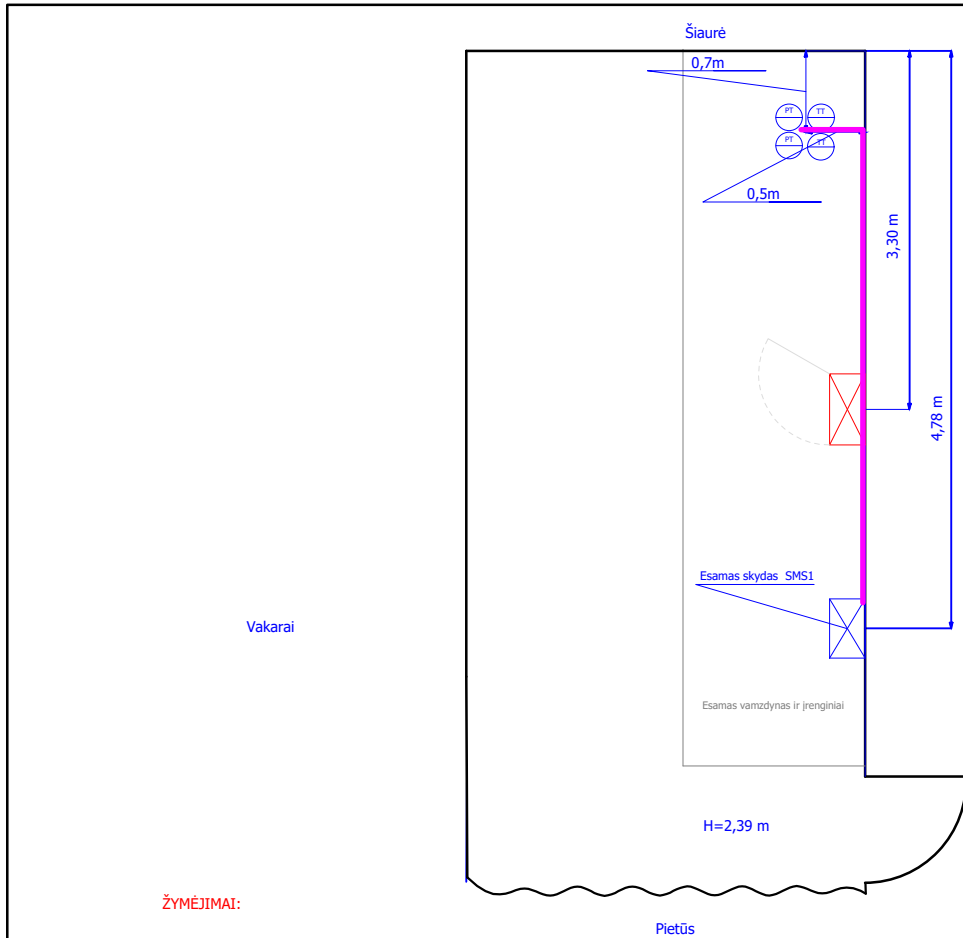 Šiaurė
0,7m
PT
TT
PT
TT
0,5m
3,30 m
4,78 m
Esamas skydas SMS1
Vakarai
Esamas vamzdynas ir įrenginiai
H=2,39 m
ŽYMĖJIMAI:
Pietūs